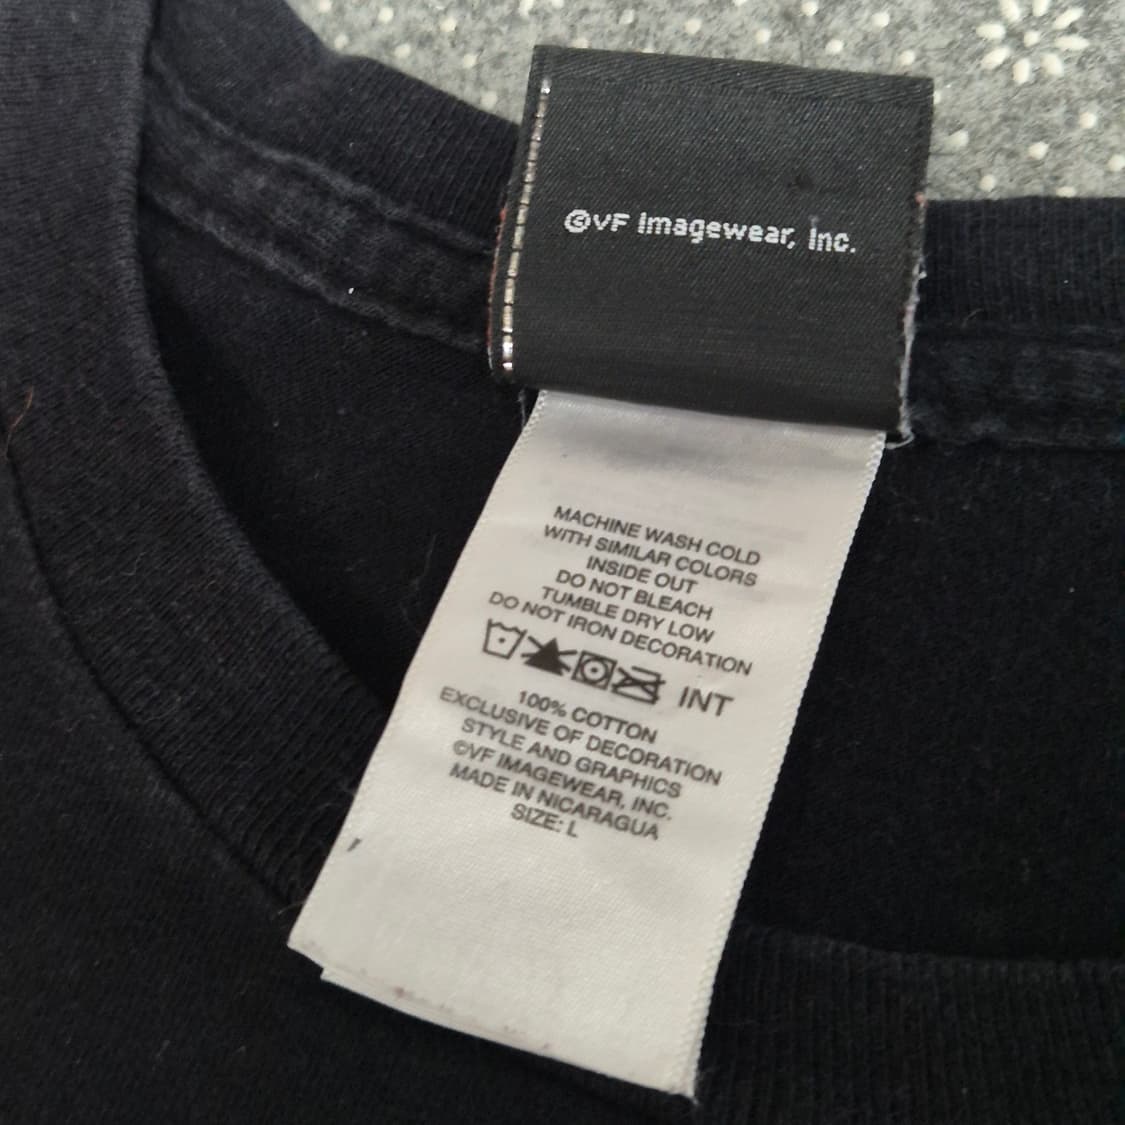 ©VF Imagewear, Inc.
MACHINE WASH COLD
WITH SIMILAR COLORS
INSIDE OUT
DO NOT BLEACH
TUMBLE DRY LOW
DO NOT IRON DECORATION
INT
100% COTTON
EXCLUSIVE OF DECORATION
STYLE AND GRAPHICS
©VF IMAGEWEAR, INC.
MADE IN NICARAGUA
SIZE: L